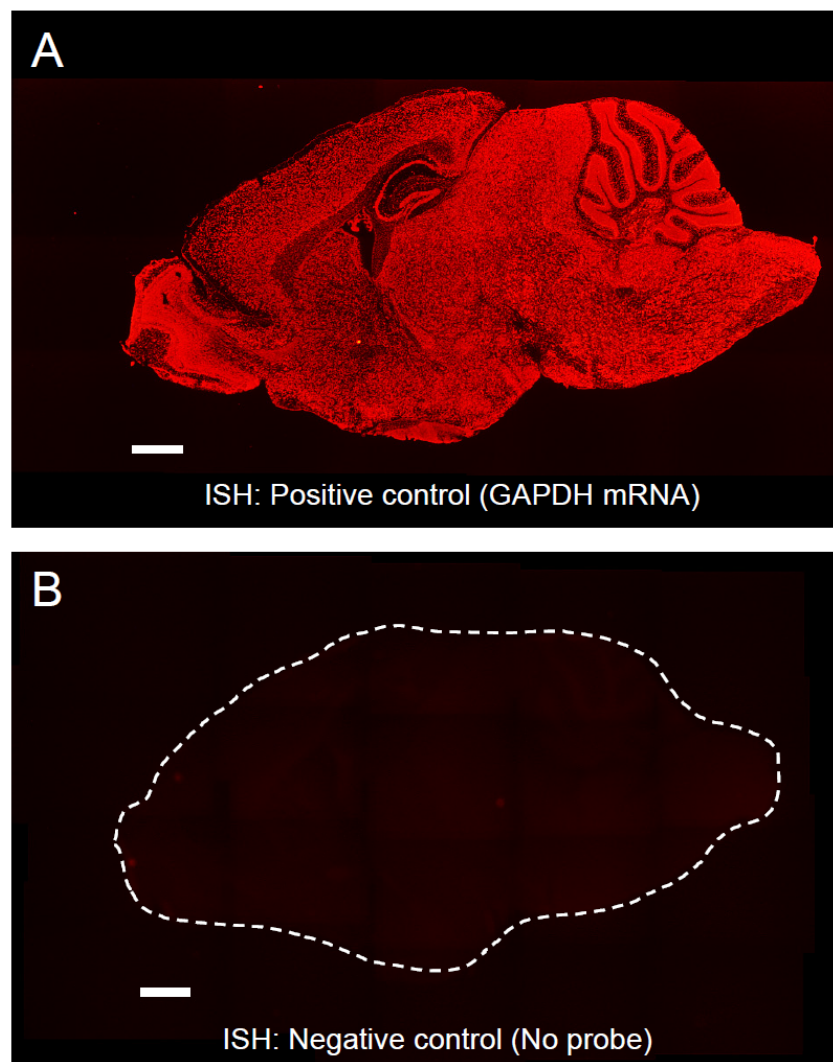 A
ISH: Positive control (GAPDH mRNA)
B
ISH: Negative control (No probe)